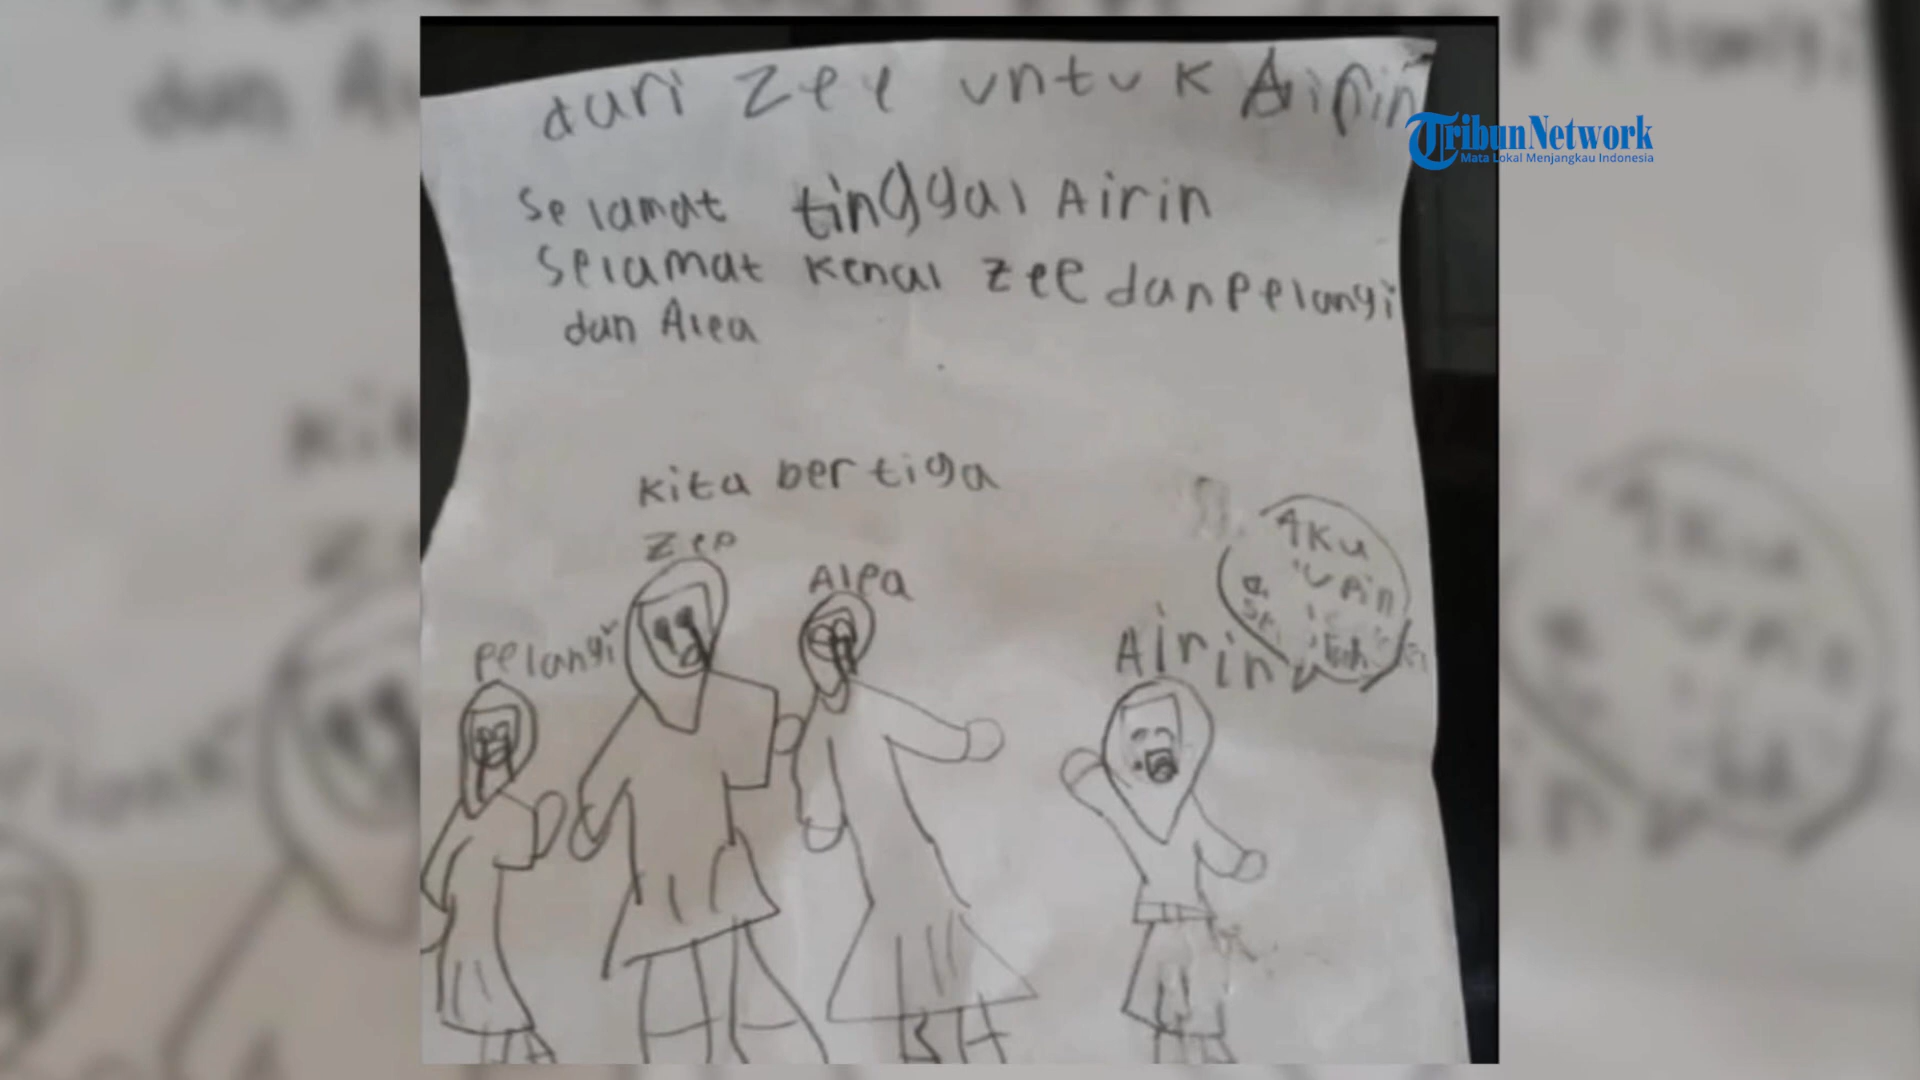 dari Zee untuk Airin
TribunNetwork
Mata Lokal Menjangkau Indonesia
Selamat tinggal Airin
Selamat kenal Zee dan Pelangi
dan Alea
Kita bertiga
Zee
Alea
Pelangi
Airin
Aku